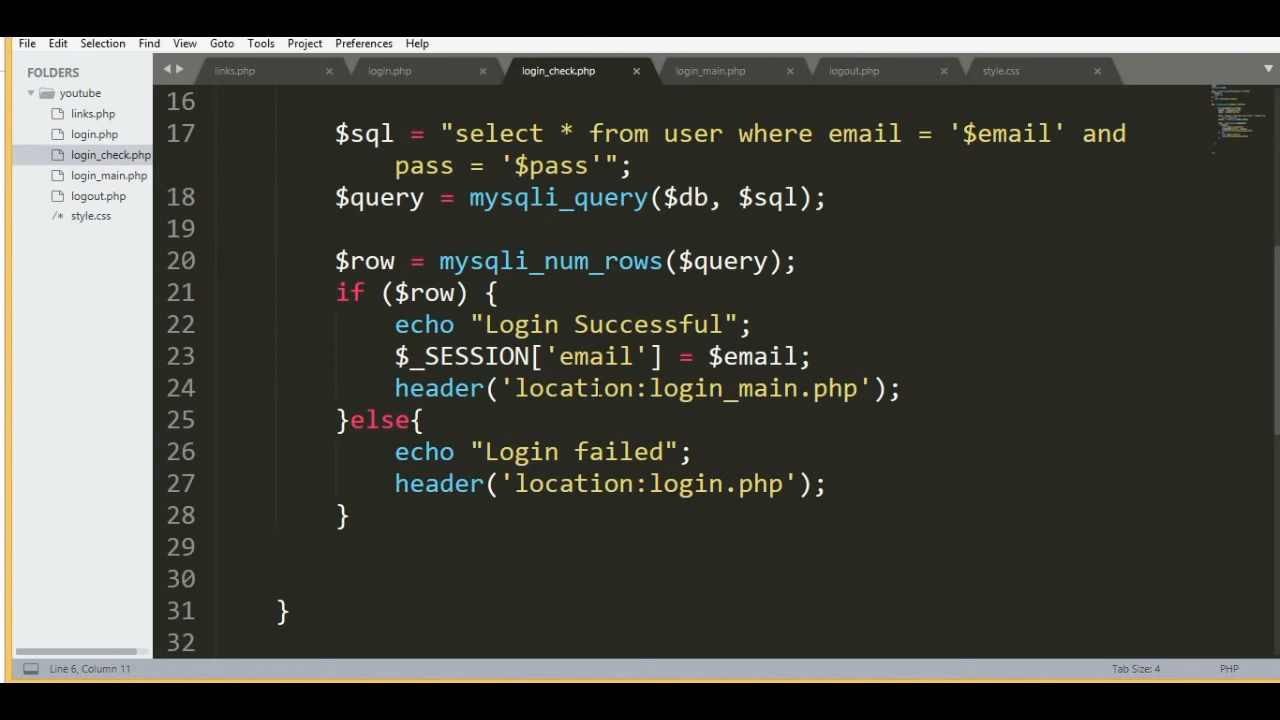 File Edit Selection Find View Goto Tools Project Preferences Help
FOLDERS
youtube
links.php
login.php
login_check.php
login_main.php
logout.php
/* style.css
links.php × login.php × login_check.php × login_main.php × logout.php × style.css ×
16
17 $sql = "select * from user where email = '$email' and
pass = '$pass'";
18 $query = mysqli_query($db, $sql);
19
20 $row = mysqli_num_rows($query);
21 if ($row) {
22 echo "Login Successful";
23 $_SESSION['email'] = $email;
24 header('location:login_main.php');
25 }else{
26 echo "Login failed";
27 header('location:login.php');
28 }
29
30
31 }
32
Line 6, Column 11 Tab Size: 4 PHP